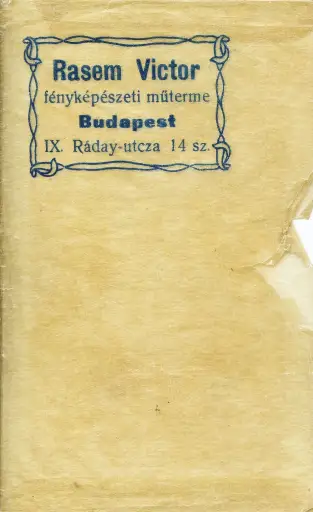 Rasem Victor
fényképészeti műterme
Budapest
IX. Ráday-utcza 14 sz.